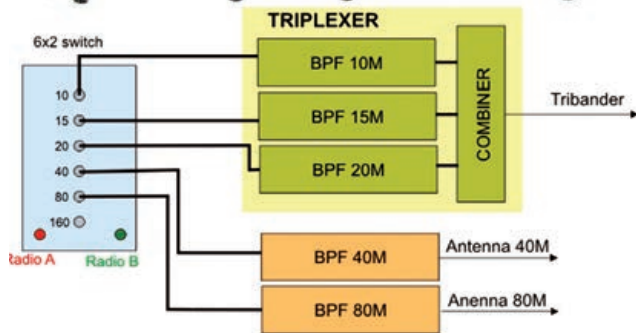 TRIPLEXER
6x2 switch
BPF 10M
10
15
BPF 15M
COMBINER
Tribander
20
40
BPF 20M
80
160
Radio A
Radio B
BPF 40M
Antenna 40M
BPF 80M
Anenna 80M